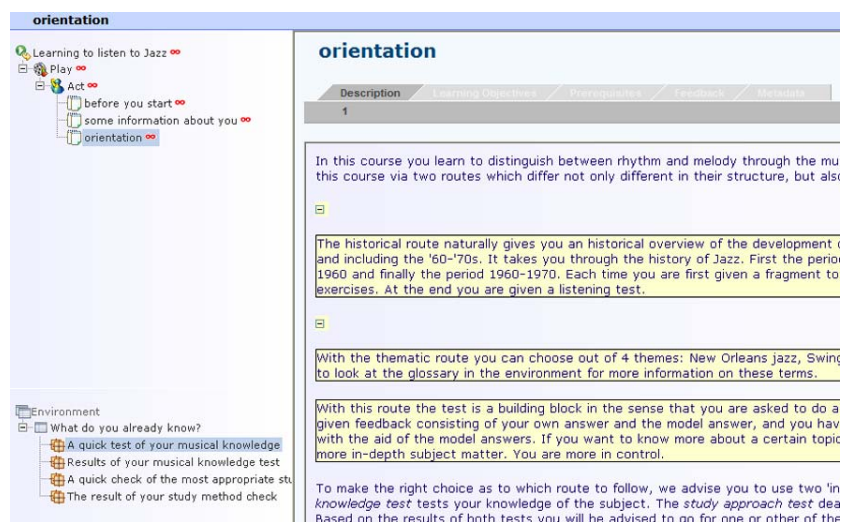 orientation
Learning to listen to Jazz
Play
Act
before you start
some information about you
orientation
Environment
What do you already know?
A quick test of your musical knowledge
Results of your musical knowledge test
A quick check of the most appropriate
The result of your study method check
orientation
Description / Learning Objectives / Prerequisites / Feedback / Metadata
1
In this course you learn to distinguish between rhythm and melody through the
this course via two routes which differ not only different in their structure, but
The historical route naturally gives you an historical overview of the development
and including the '60-'70s. It takes you through the history of Jazz. First the
1960 and finally the period 1960-1970. Each time you are first given a fragment to
exercises. At the end you are given a listening test.
With the thematic route you can choose out of 4 themes: New Orleans jazz, Swing
to look at the glossary in the environment for more information on these terms.
With this route the test is a building block in the sense that you are asked to do a
given feedback consisting of your own answer and the model answer, and you
with the aid of the model answers. If you want to know more about a certain
more in-depth subject matter. You are more in control.
To make the right choice as to which route to follow, we advise you to use two
knowledge test tests your knowledge of the subject. The study approach test
Based on the results of both tests you will be advised to go for one or other of the